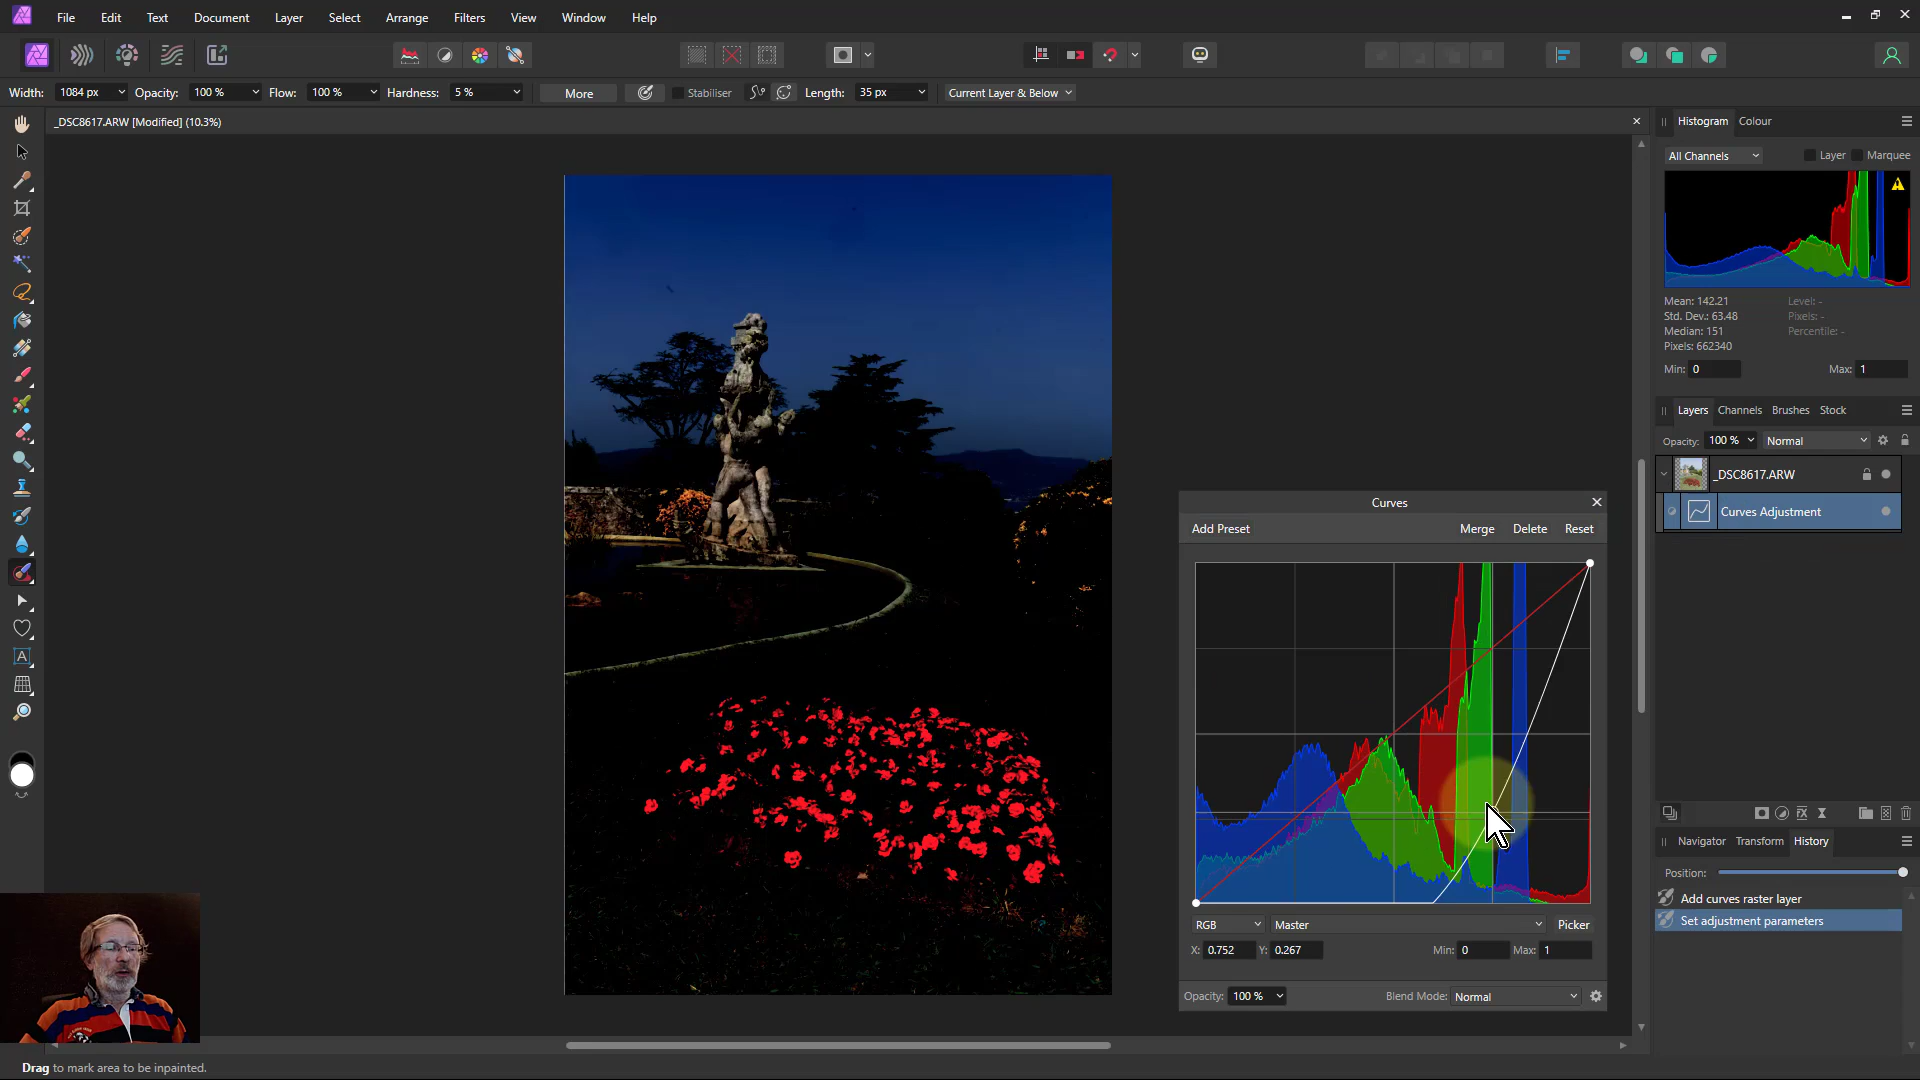 File Edit Text Document Layer Select Arrange Filters View Window Help
Width: 1084 px Opacity: 100 % Flow: 100 % Hardness: 5 % More Stabiliser Length: 35 px Current Layer & Below
_DSC8617.ARW [Modified] (10.3%)
Histogram Colour
All Channels Layer Marquee
Mean: 142.21 Level: -
Std. Dev.: 63.48 Pixels: -
Median: 151 Percentile: -
Pixels: 662340
Min: 0 Max: 1
Layers Channels Brushes Stock
Opacity: 100 % Normal
_DSC8617.ARW
Curves Adjustment
Curves
Add Preset Merge Delete Reset
RGB Master Picker
X: 0.752 Y: 0.267 Min: 0 Max: 1
Opacity: 100 % Blend Mode: Normal
Navigator Transform History
Position:
Add curves raster layer
Set adjustment parameters
Drag to mark area to be inpainted.